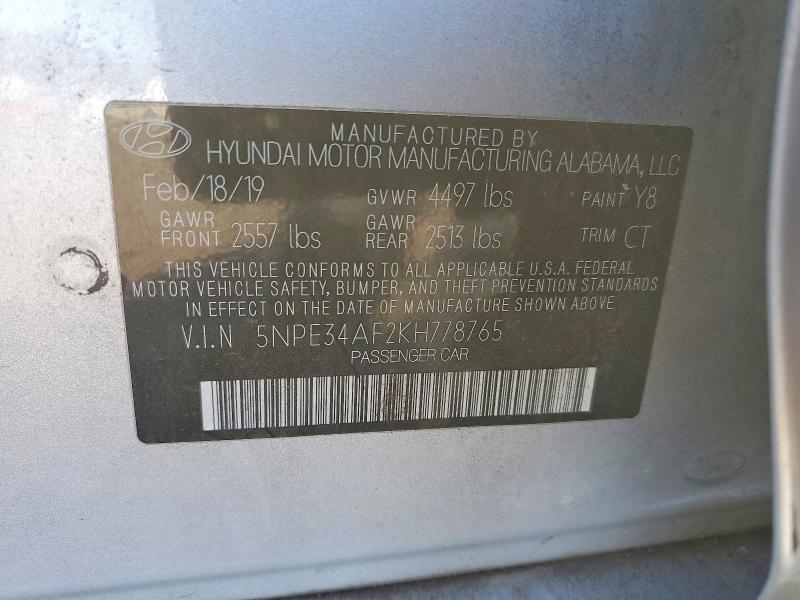 MANUFACTURED BY
HYUNDAI MOTOR MANUFACTURING ALABAMA, LLC
Feb/18/19 GVWR 4497 lbs PAINT Y8
GAWR FRONT 2557 lbs GAWR REAR 2513 lbs TRIM CT
THIS VEHICLE CONFORMS TO ALL APPLICABLE U.S.A. FEDERAL
MOTOR VEHICLE SAFETY, BUMPER, AND THEFT PREVENTION STANDARDS
IN EFFECT ON THE DATE OF MANUFACTURE SHOWN ABOVE
V.I.N 5NPE34AF2KH778765
PASSENGER CAR